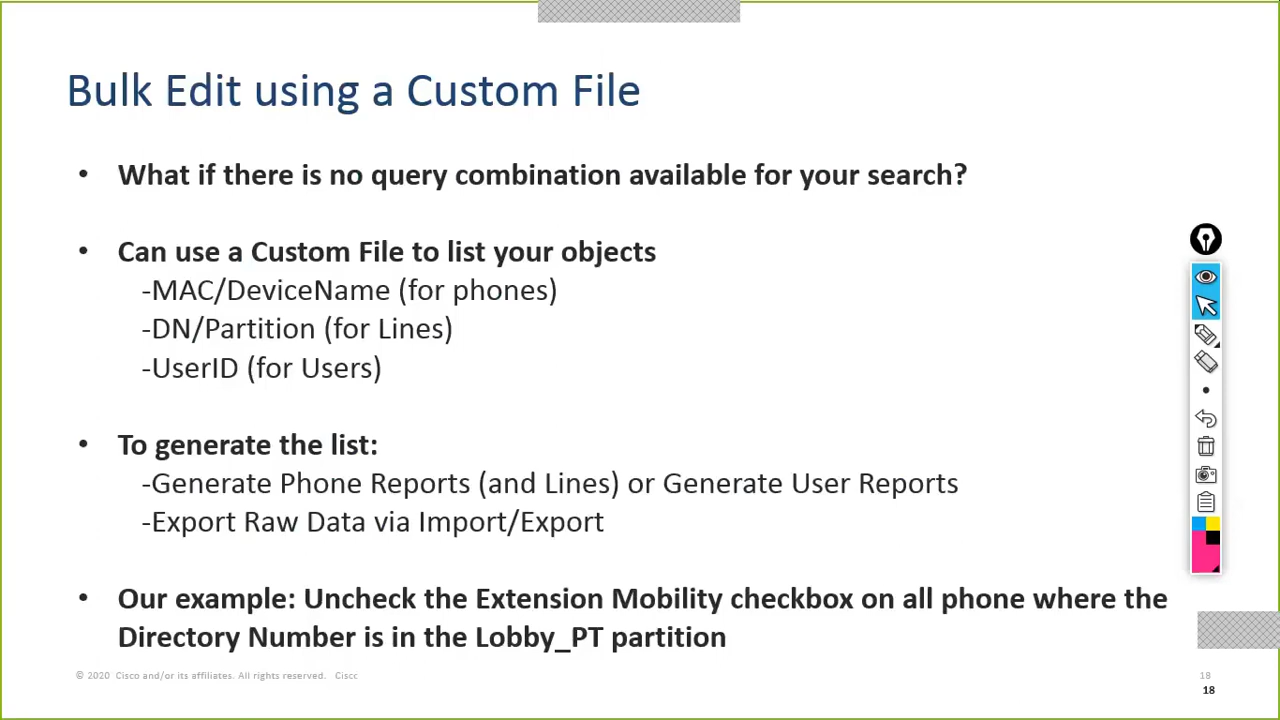 Bulk Edit using a Custom File
• What if there is no query combination available for your search?
• Can use a Custom File to list your objects
-MAC/DeviceName (for phones)
-DN/Partition (for Lines)
-UserID (for Users)
• To generate the list:
-Generate Phone Reports (and Lines) or Generate User Reports
-Export Raw Data via Import/Export
• Our example: Uncheck the Extension Mobility checkbox on all phone where the
Directory Number is in the Lobby_PT partition
© 2020 Cisco and/or its affiliates. All rights reserved. Ciscc
18
18